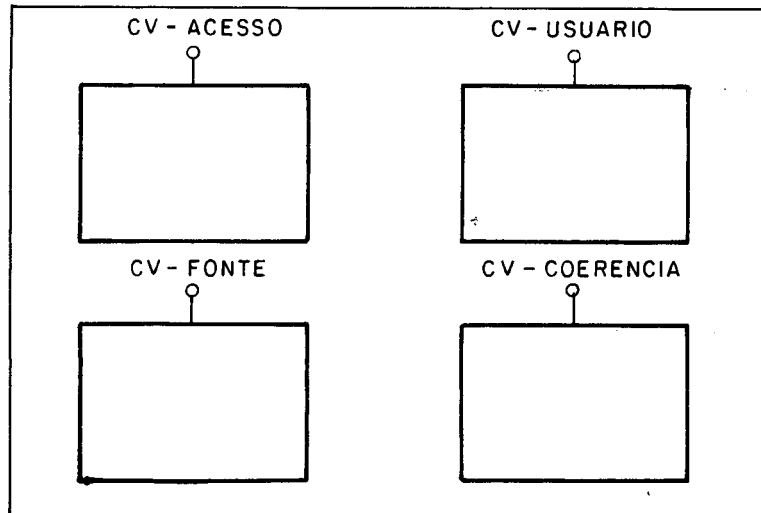 CV - ACESSO
CV - USUARIO
CV - FONTE
CV - COERENCIA